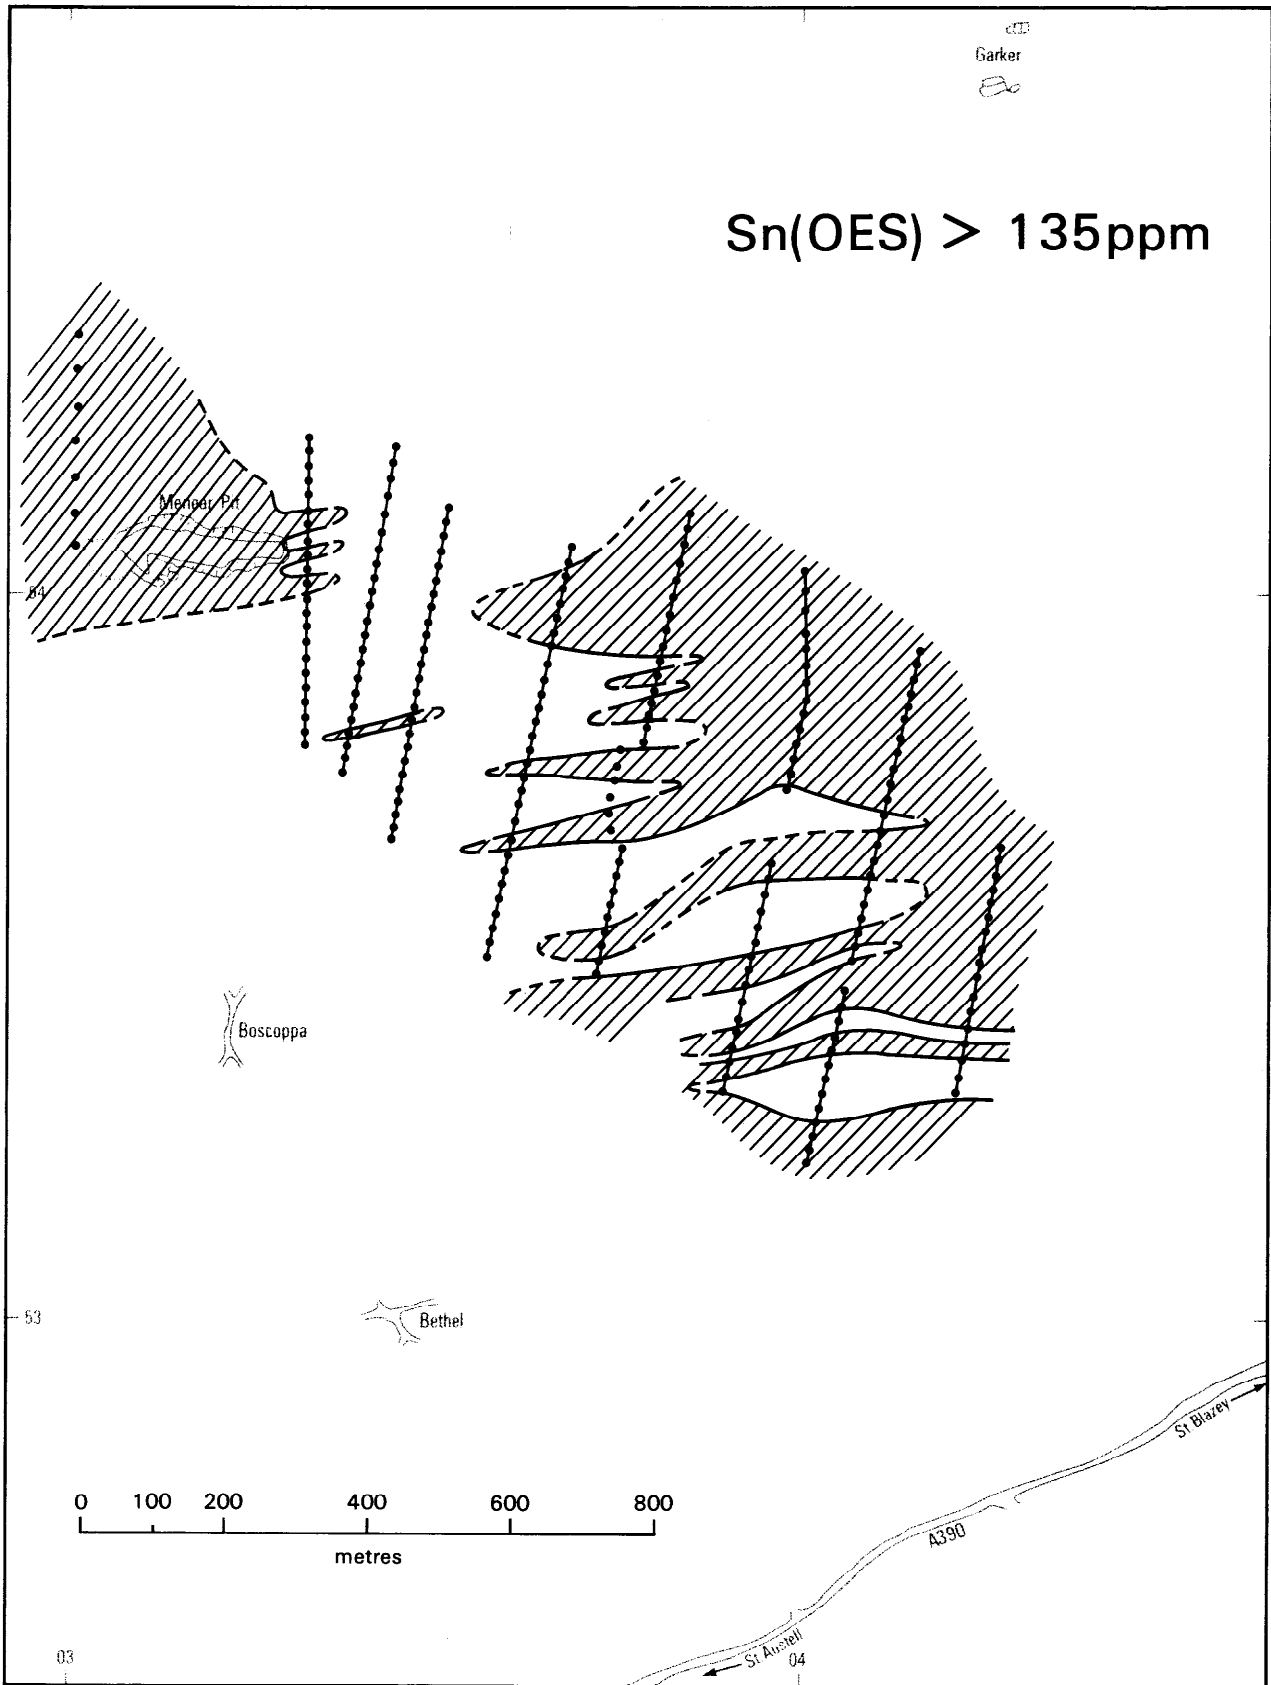 Garker
Sn(OES) > 135ppm
Menear Pit
54
Boscoppa
53
Bethel
St Blazey
0 100 200 400 600 800
metres
A390
St Austell
03
04